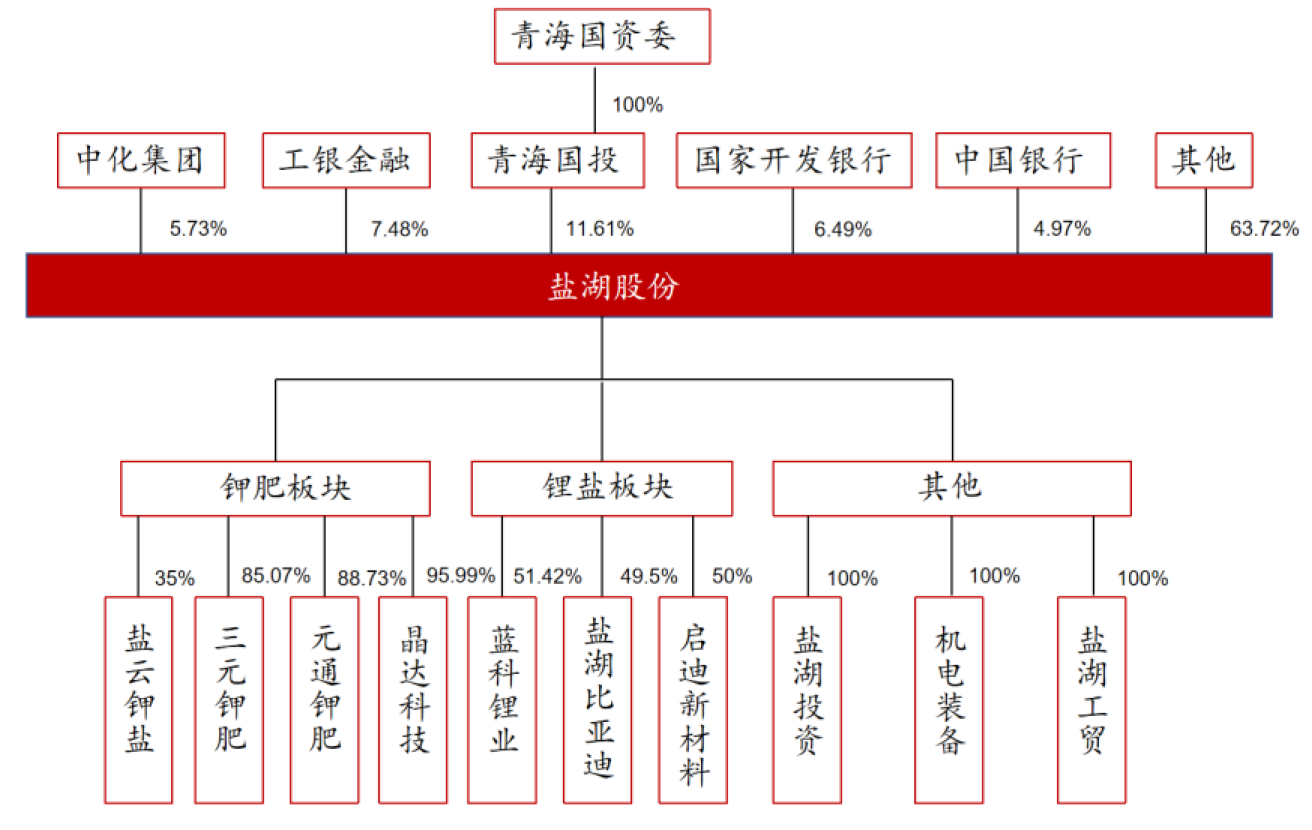 青海国资委
100%
中化集团
工银金融
青海国投
国家开发银行
中国银行
其他
5.73%
7.48%
11.61%
6.49%
4.97%
63.72%
盐湖股份
钾肥板块
锂盐板块
其他
35%
85.07%
88.73%
95.99%
51.42%
49.5%
50%
100%
100%
100%
盐云钾盐
三元钾肥
元通钾肥
晶达科技
蓝科锂业
盐湖比亚迪
启迪新材料
盐湖投资
机电装备
盐湖工贸